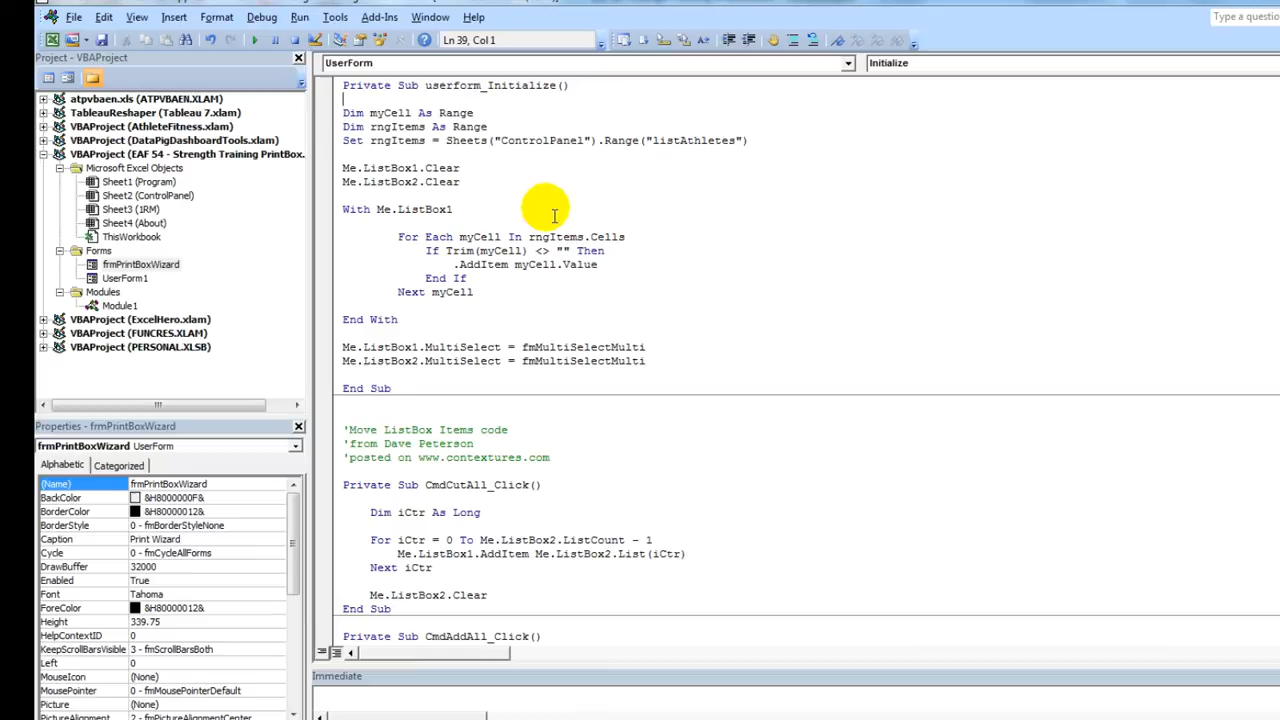 File Edit View Insert Format Debug Run Tools Add-Ins Window Help
Type a questio
Ln 39, Col 1
Project - VBAProject
UserForm
Initialize
atpvbaen.xls (ATPVBAEN.XLAM)
TableauReshaper (Tableau 7.xlam)
VBAProject (AthleteFitness.xlam)
VBAProject (DataPigDashboardTools.xlam)
VBAProject (EAF 54 - Strength Training PrintBox.
Microsoft Excel Objects
Sheet1 (Program)
Sheet2 (ControlPanel)
Sheet3 (1RM)
Sheet4 (About)
ThisWorkbook
Forms
frmPrintBoxWizard
UserForm1
Modules
Module1
VBAProject (ExcelHero.xlam)
VBAProject (FUNCRES.XLAM)
VBAProject (PERSONAL.XLSB)
Properties - frmPrintBoxWizard
frmPrintBoxWizard UserForm
Alphabetic Categorized
(Name) frmPrintBoxWizard
BackColor &H8000000F&
BorderColor &H80000012&
BorderStyle 0 - fmBorderStyleNone
Caption Print Wizard
Cycle 0 - fmCycleAllForms
DrawBuffer 32000
Enabled True
Font Tahoma
ForeColor &H80000012&
Height 339.75
HelpContextID 0
KeepScrollBarsVisible 3 - fmScrollBarsBoth
Left 0
MouseIcon (None)
MousePointer 0 - fmMousePointerDefault
Picture (None)
PictureAlignment 2 - fmPictureAlignmentCenter
Private Sub userform_Initialize()
Dim myCell As Range
Dim rngItems As Range
Set rngItems = Sheets("ControlPanel").Range("listAthletes")
Me.ListBox1.Clear
Me.ListBox2.Clear
With Me.ListBox1
For Each myCell In rngItems.Cells
If Trim(myCell) <> "" Then
.AddItem myCell.Value
End If
Next myCell
End With
Me.ListBox1.MultiSelect = fmMultiSelectMulti
Me.ListBox2.MultiSelect = fmMultiSelectMulti
End Sub
'Move ListBox Items code
'from Dave Peterson
'posted on www.contextures.com
Private Sub CmdCutAll_Click()
Dim iCtr As Long
For iCtr = 0 To Me.ListBox2.ListCount - 1
Me.ListBox1.AddItem Me.ListBox2.List(iCtr)
Next iCtr
Me.ListBox2.Clear
End Sub
Private Sub CmdAddAll_Click()
Immediate